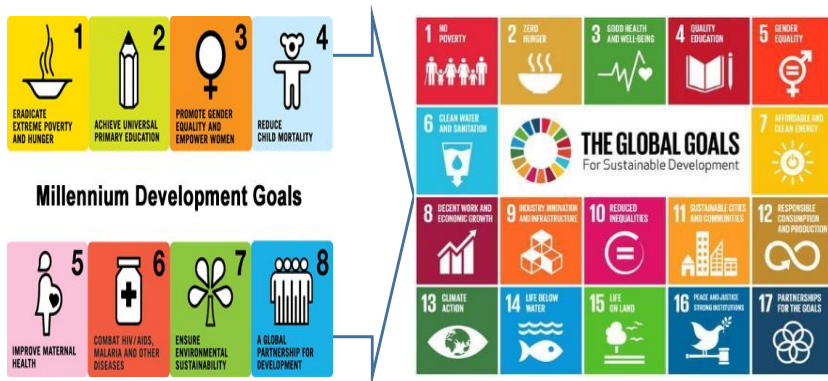 1
ERADICATE
EXTREME POVERTY
AND HUNGER
2
ACHIEVE UNIVERSAL
PRIMARY EDUCATION
3
PROMOTE GENDER
EQUALITY AND
EMPOWER WOMEN
4
REDUCE
CHILD MORTALITY
Millennium Development Goals
5
IMPROVE MATERNAL
HEALTH
6
COMBAT HIV/AIDS,
MALARIA AND OTHER
DISEASES
7
ENSURE
ENVIRONMENTAL
SUSTAINABILITY
8
A GLOBAL
PARTNERSHIP FOR
DEVELOPMENT
1 NO
POVERTY
2 ZERO
HUNGER
3 GOOD HEALTH
AND WELL-BEING
4 QUALITY
EDUCATION
5 GENDER
EQUALITY
6 CLEAN WATER
AND SANITATION
THE GLOBAL GOALS
For Sustainable Development
7 AFFORDABLE AND
CLEAN ENERGY
8 DECENT WORK AND
ECONOMIC GROWTH
9 INDUSTRY, INNOVATION
AND INFRASTRUCTURE
10 REDUCED
INEQUALITIES
11 SUSTAINABLE CITIES
AND COMMUNITIES
12 RESPONSIBLE
CONSUMPTION
AND PRODUCTION
13 CLIMATE
ACTION
14 LIFE BELOW
WATER
15 LIFE
ON LAND
16 PEACE AND JUSTICE
STRONG INSTITUTIONS
17 PARTNERSHIPS
FOR THE GOALS